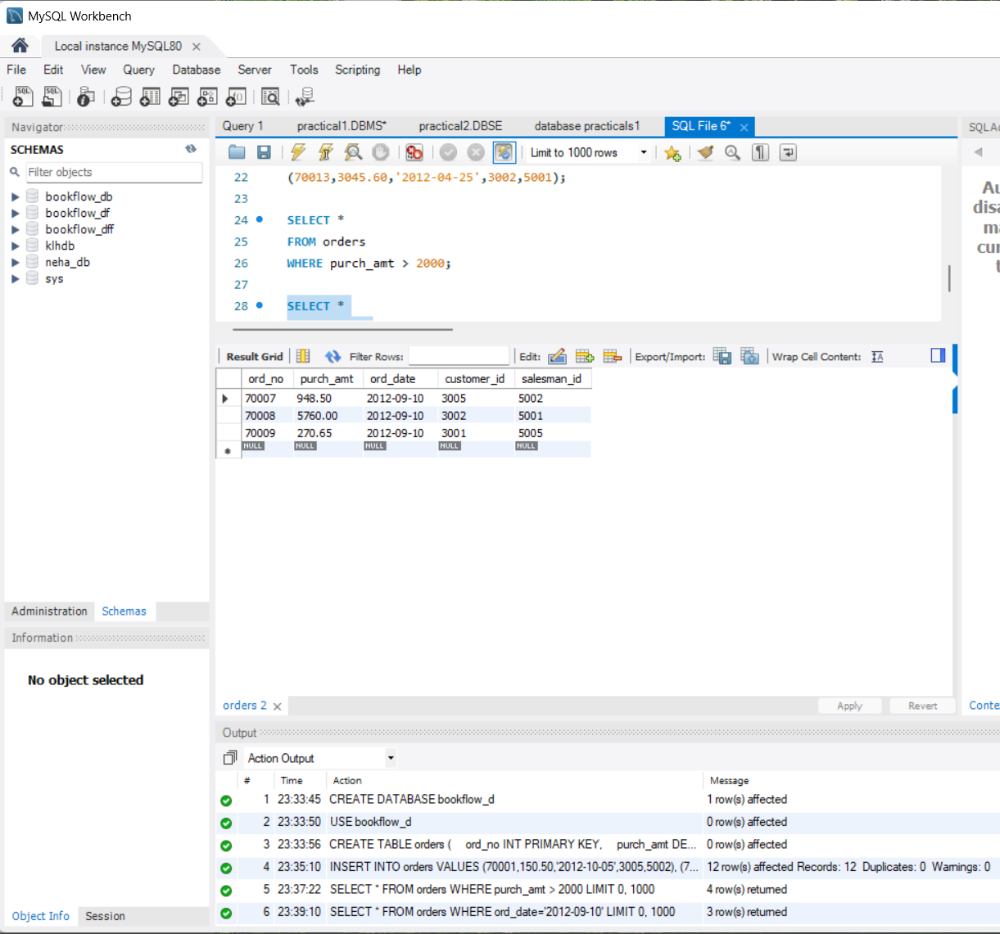 MySQL Workbench
Local instance MySQL80
File Edit View Query Database Server Tools Scripting Help
Navigator
SCHEMAS
Filter objects
bookflow_db
bookflow_df
bookflow_dff
klhdb
neha_db
sys
Administration Schemas
Information
No object selected
Object Info Session
Query 1 practical1.DBMS* practical2.DBSE database practicals1 SQL File 6*
Limit to 1000 rows
22 (70013,3045.60,'2012-04-25',3002,5001);
23
24 SELECT *
25 FROM orders
26 WHERE purch_amt > 2000;
27
28 SELECT *
Result Grid Filter Rows: Edit: Export/Import: Wrap Cell Content:
ord_no purch_amt ord_date customer_id salesman_id
70007 948.50 2012-09-10 3005 5002
70008 5760.00 2012-09-10 3002 5001
70009 270.65 2012-09-10 3001 5005
NULL NULL NULL NULL NULL
orders 2
Apply Revert
Output
Action Output
# Time Action Message
1 23:33:45 CREATE DATABASE bookflow_d 1 row(s) affected
2 23:33:50 USE bookflow_d 0 row(s) affected
3 23:33:56 CREATE TABLE orders ( ord_no INT PRIMARY KEY, purch_amt DE... 0 row(s) affected
4 23:35:10 INSERT INTO orders VALUES (70001,150.50,'2012-10-05',3005,5002), (7... 12 row(s) affected Records: 12 Duplicates: 0 Warnings: 0
5 23:37:22 SELECT * FROM orders WHERE purch_amt > 2000 LIMIT 0, 1000 4 row(s) returned
6 23:39:10 SELECT * FROM orders WHERE ord_date='2012-09-10' LIMIT 0, 1000 3 row(s) returned